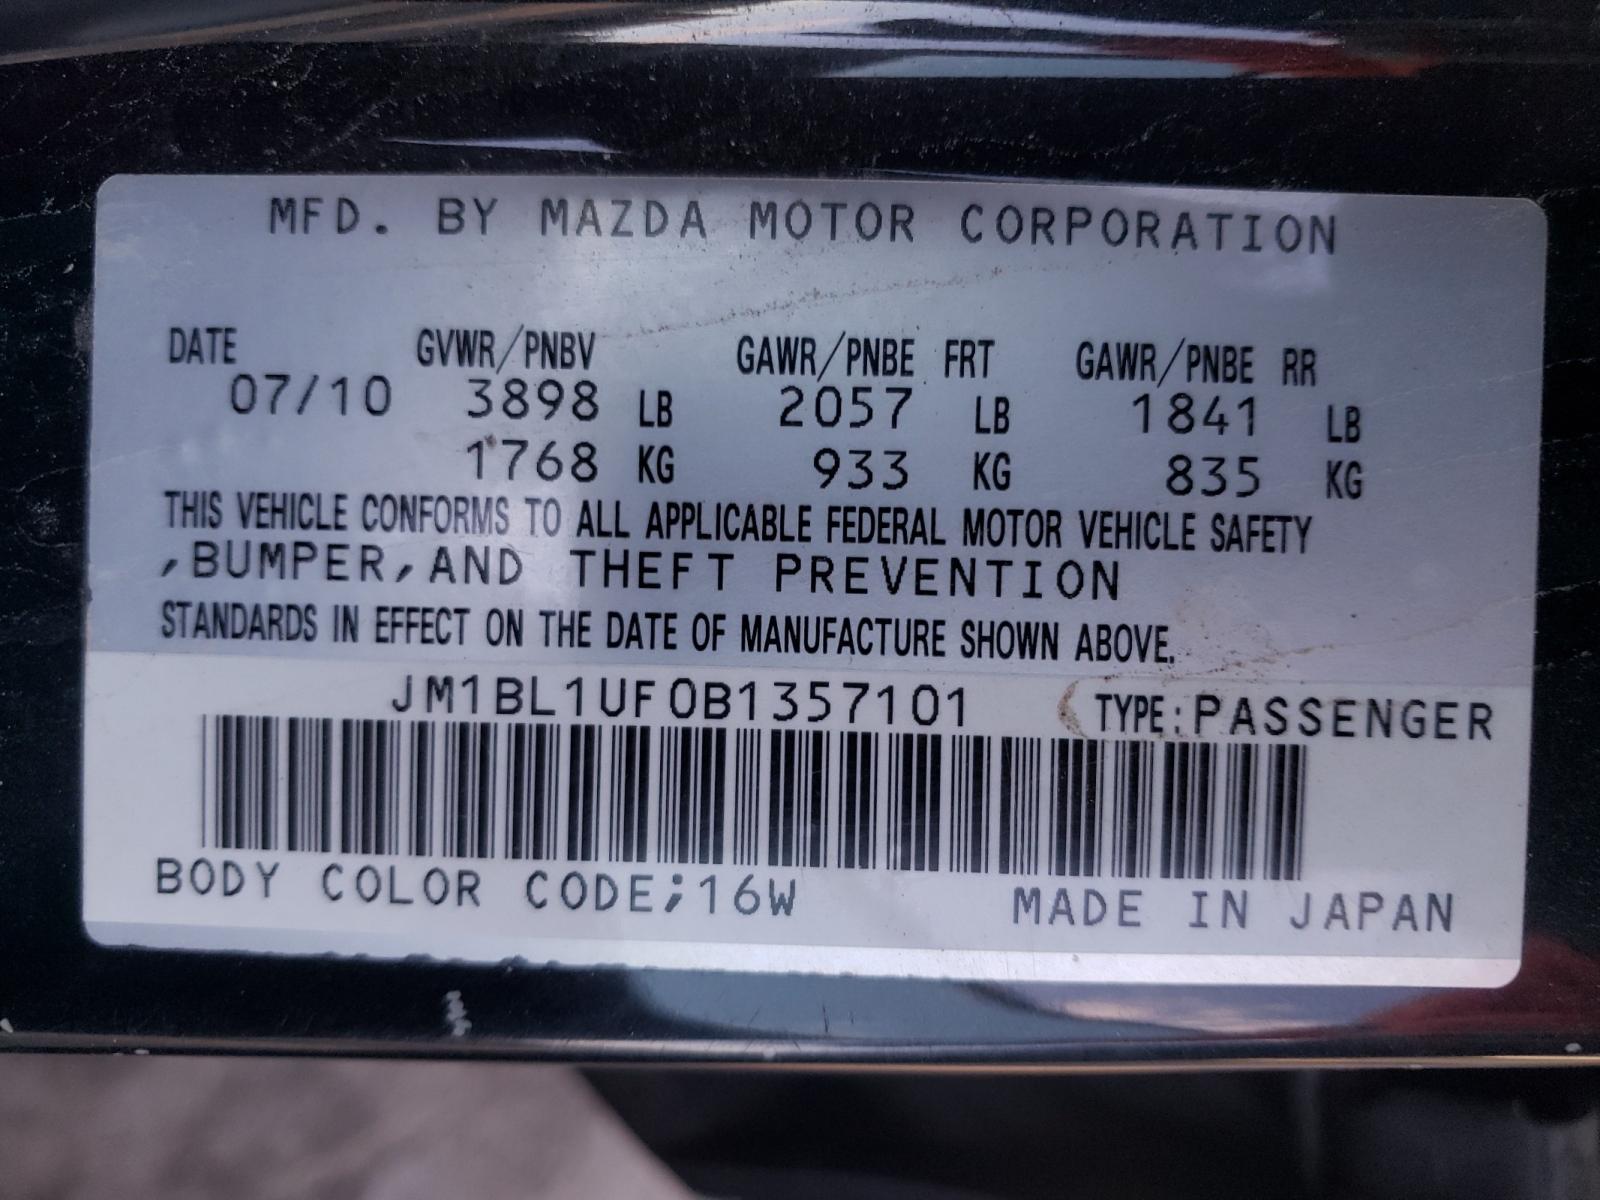 MFD. BY MAZDA MOTOR CORPORATION
DATE GVWR/PNBV GAWR/PNBE FRT GAWR/PNBE RR
07/10 3898 LB 2057 LB 1841 LB
1768 KG 933 KG 835 KG
THIS VEHICLE CONFORMS TO ALL APPLICABLE FEDERAL MOTOR VEHICLE SAFETY
,BUMPER,AND THEFT PREVENTION
STANDARDS IN EFFECT ON THE DATE OF MANUFACTURE SHOWN ABOVE.
JM1BL1UF0B1357101 TYPE:PASSENGER
BODY COLOR CODE;16W MADE IN JAPAN